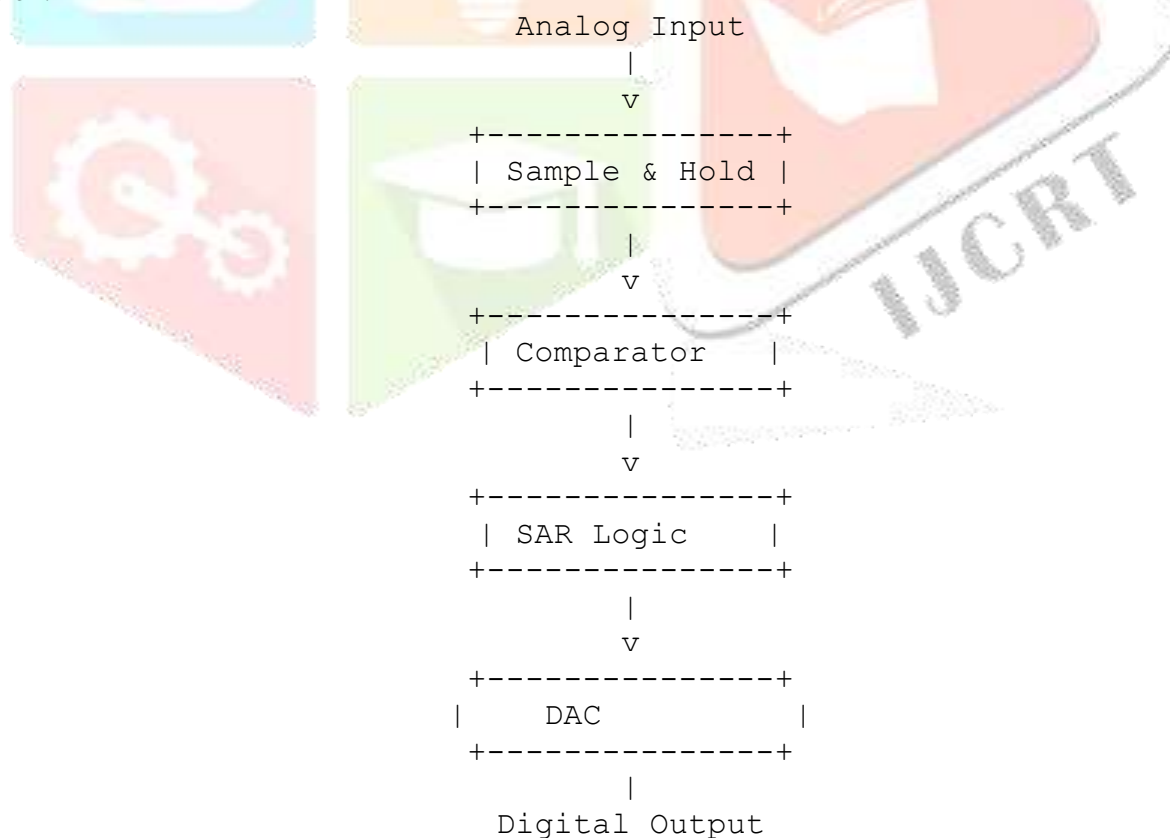 Analog Input
|
v
+---------------+
| Sample & Hold |
+---------------+
|
v
+---------------+
| Comparator |
+---------------+
|
v
+---------------+
| SAR Logic |
+---------------+
|
v
+---------------+
| DAC |
+---------------+
|
Digital Output
IJCRT